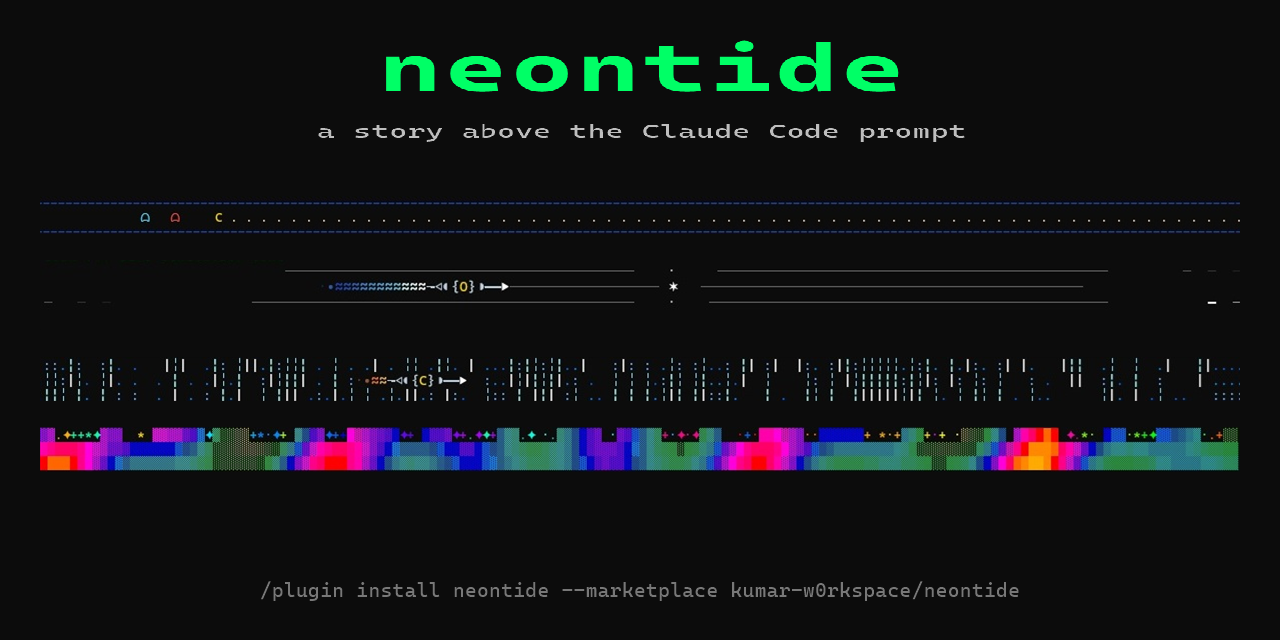 neontide
a story above the Claude Code prompt
C
{O}
{C}
/plugin install neontide --marketplace kumar-w0rkspace/neontide